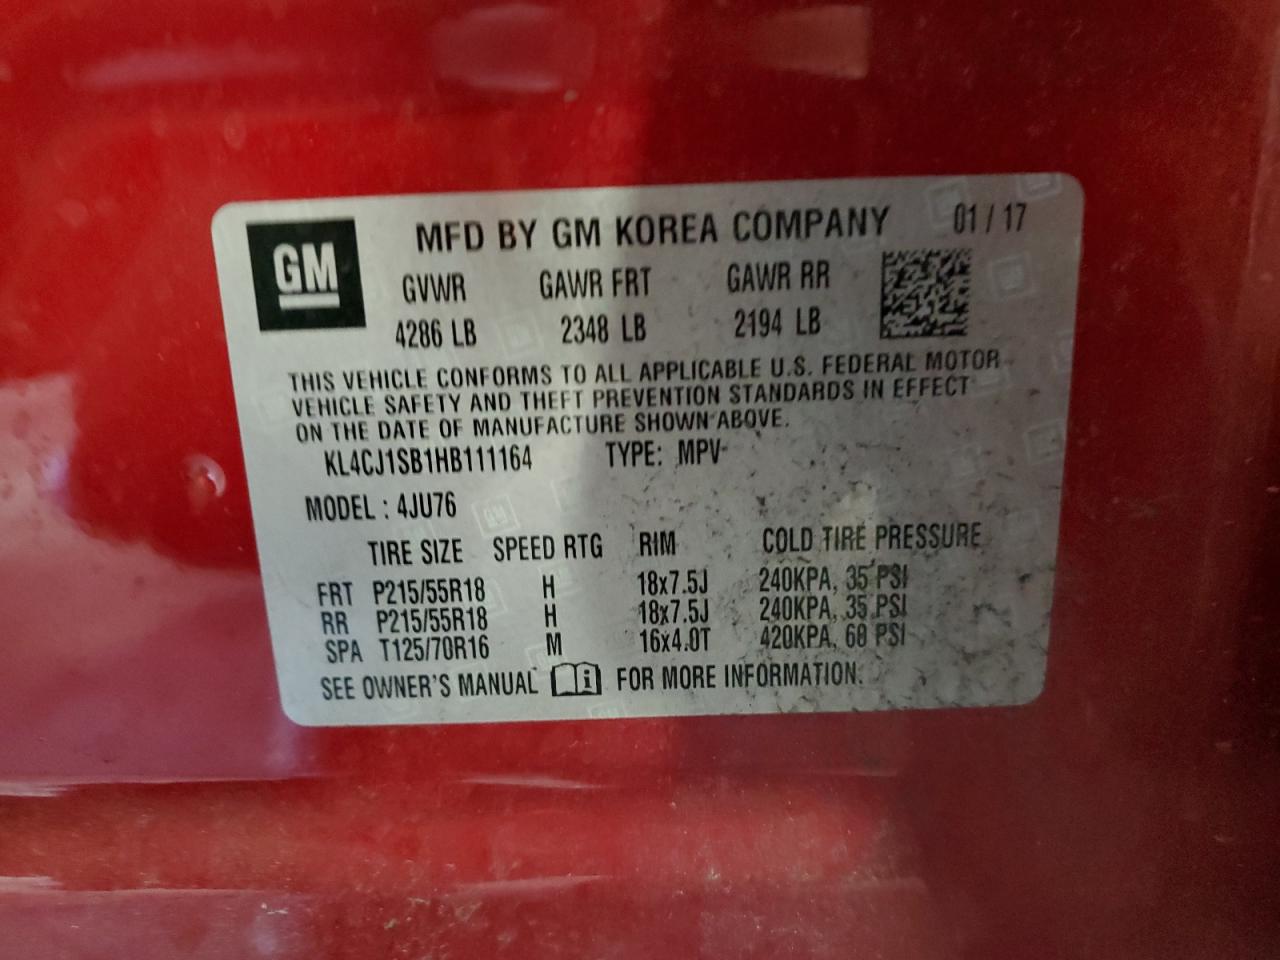 GM
MFD BY GM KOREA COMPANY 01 / 17
GVWR GAWR FRT GAWR RR
4286 LB 2348 LB 2194 LB
THIS VEHICLE CONFORMS TO ALL APPLICABLE U.S. FEDERAL MOTOR
VEHICLE SAFETY AND THEFT PREVENTION STANDARDS IN EFFECT
ON THE DATE OF MANUFACTURE SHOWN ABOVE.
KL4CJ1SB1HB111164 TYPE: MPV
MODEL : 4JU76
TIRE SIZE SPEED RTG RIM COLD TIRE PRESSURE
FRT P215/55R18 H 18x7.5J 240KPA, 35 PSI
RR P215/55R18 H 18x7.5J 240KPA, 35 PSI
SPA T125/70R16 M 16x4.0T 420KPA, 60 PSI
SEE OWNER'S MANUAL i FOR MORE INFORMATION.